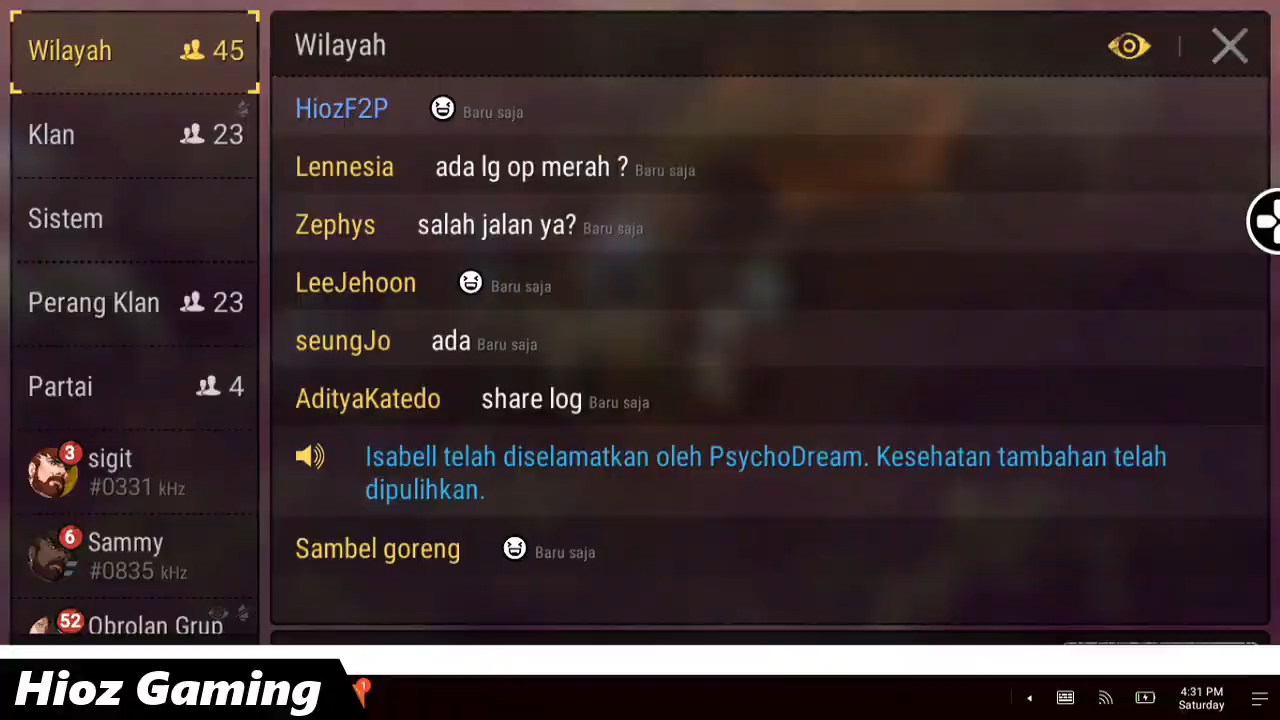 Wilayah 45
Klan 23
Sistem
Perang Klan 23
Partai 4
3 sigit
#0331 kHz
6 Sammy
#0835 kHz
52 Obrolan Grup
Wilayah
HiozF2P Baru saja
Lennesia ada lg op merah ? Baru saja
Zephys salah jalan ya? Baru saja
LeeJehoon Baru saja
seungJo ada Baru saja
AdityaKatedo share log Baru saja
Isabell telah diselamatkan oleh PsychoDream. Kesehatan tambahan telah
dipulihkan.
Sambel goreng Baru saja
Hioz Gaming
1
4:31 PM
Saturday